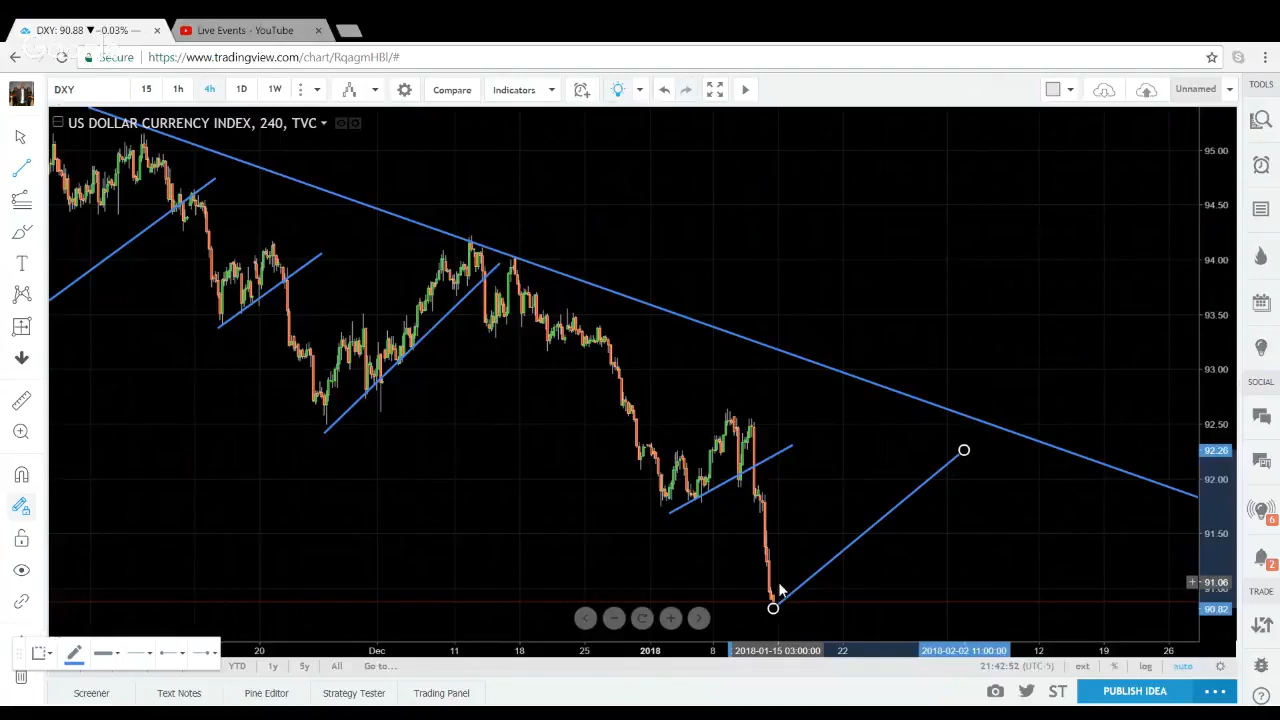 DXY: 90.88 ▼ −0.03% —
Live Events - YouTube
Secure https://www.tradingview.com/chart/RqagmHBl/#
DXY 15 1h 4h 1D 1W Compare Indicators Unnamed TOOLS
US DOLLAR CURRENCY INDEX, 240, TVC
95.00
94.50
94.00
93.50
93.00
92.50
92.26
92.00
91.50
91.06
91.00
90.82
SOCIAL
6
2
TRADE
20 Dec 11 18 25 2018 8 2018-01-15 03:00:00 22 2018-02-02 11:00:00 12 19 26
YTD 1y 5y All Go to... 21:42:52 (UTC-5) ext % log auto
Screener Text Notes Pine Editor Strategy Tester Trading Panel ST PUBLISH IDEA